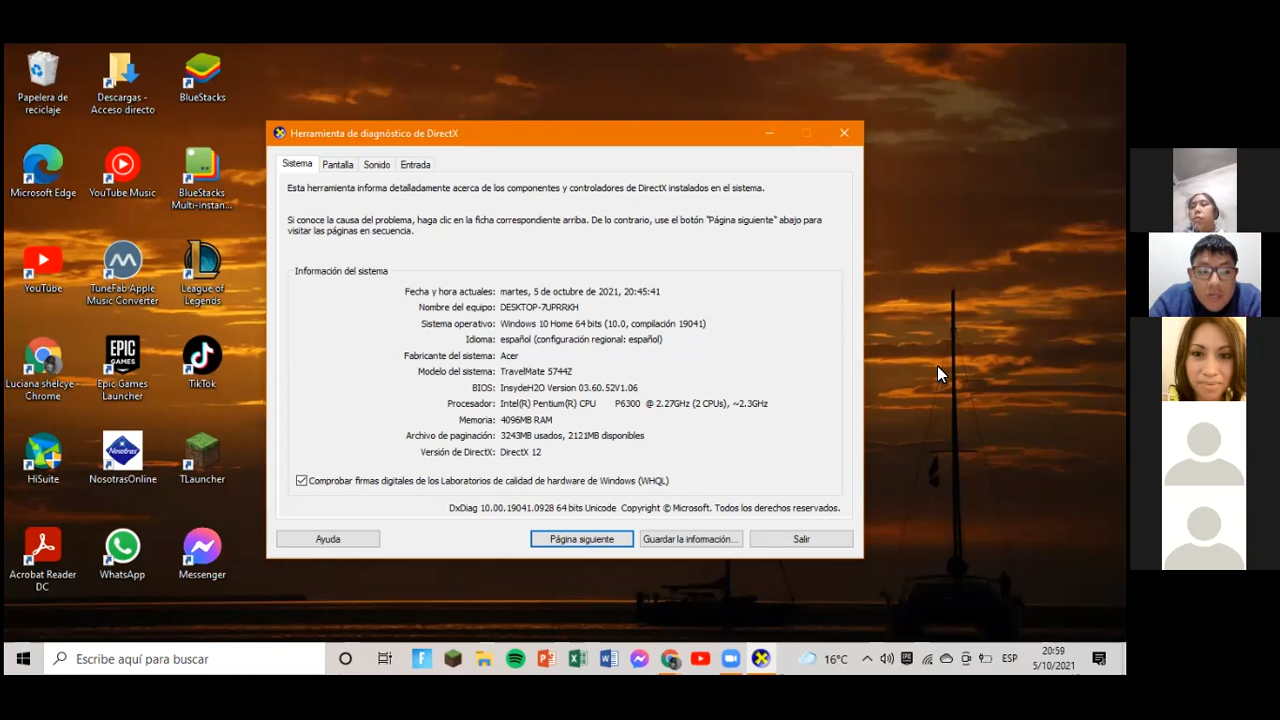 Papelera de
reciclaje
Descargas -
Acceso directo
BlueStacks
Microsoft Edge
YouTube Music
BlueStacks
Multi-Instan...
YouTube
TuneFab Apple
Music Converter
League of
Legends
Luciana shelcye -
Chrome
EPIC
GAMES
Epic Games
Launcher
TikTok
HiSuite
Nosotras
NosotrasOnline
TLauncher
Acrobat Reader
DC
WhatsApp
Messenger
Herramienta de diagnóstico de DirectX
Sistema
Pantalla
Sonido
Entrada
Esta herramienta informa detalladamente acerca de los componentes y controladores de DirectX instalados en el sistema.
Si conoce la causa del problema, haga clic en la ficha correspondiente arriba. De lo contrario, use el botón "Página siguiente" abajo para
visitar las páginas en secuencia.
Información del sistema
Fecha y hora actuales: martes, 5 de octubre de 2021, 20:45:41
Nombre del equipo: DESKTOP-7UPRRKH
Sistema operativo: Windows 10 Home 64 bits (10.0, compilación 19041)
Idioma: español (configuración regional: español)
Fabricante del sistema: Acer
Modelo del sistema: TravelMate 5744Z
BIOS: InsydeH2O Version 03.60.52V1.06
Procesador: Intel(R) Pentium(R) CPU P6300 @ 2.27GHz (2 CPUs), ~2.3GHz
Memoria: 4096MB RAM
Archivo de paginación: 3243MB usados, 2121MB disponibles
Versión de DirectX: DirectX 12
Comprobar firmas digitales de los Laboratorios de calidad de hardware de Windows (WHQL)
DxDiag 10.00.19041.0928 64 bits Unicode Copyright © Microsoft. Todos los derechos reservados.
Ayuda
Página siguiente
Guardar la información...
Salir
Escribe aquí para buscar
16°C
ESP
20:59
5/10/2021